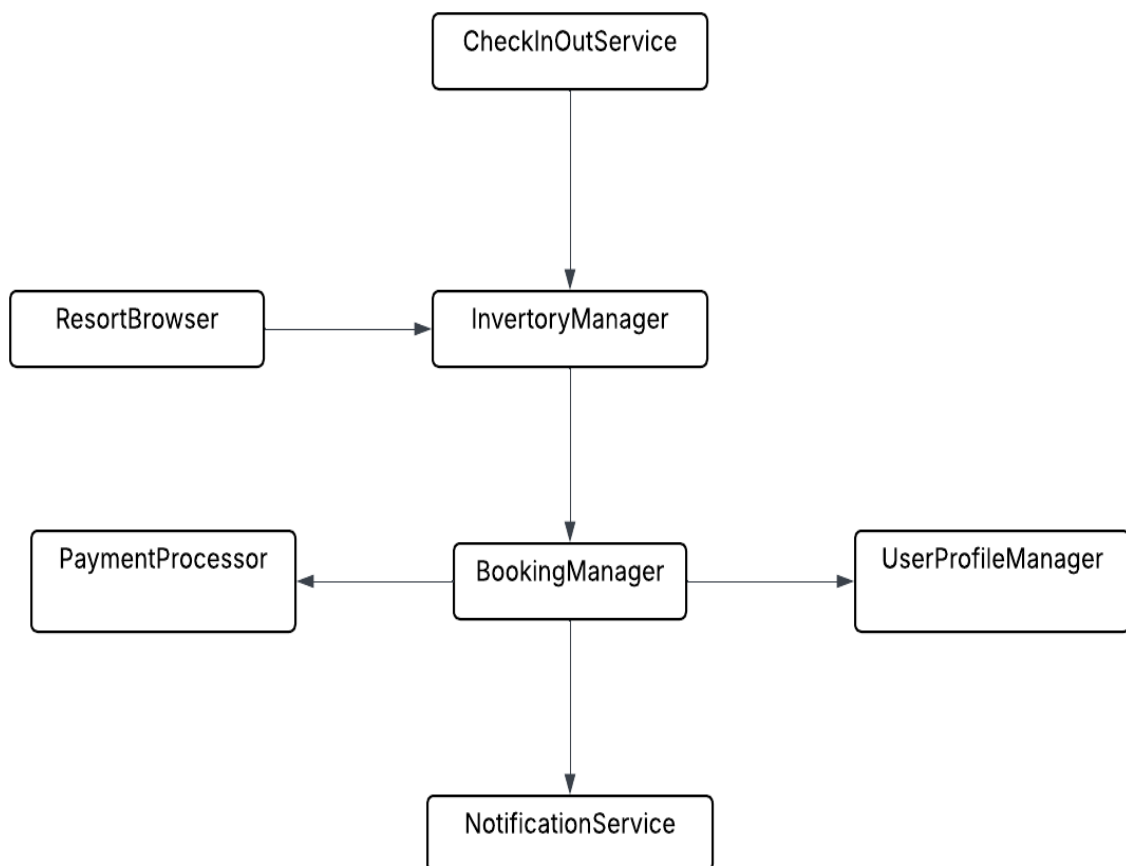 CheckInOutService
ResortBrowser
InvertoryManager
PaymentProcessor
BookingManager
UserProfileManager
NotificationService